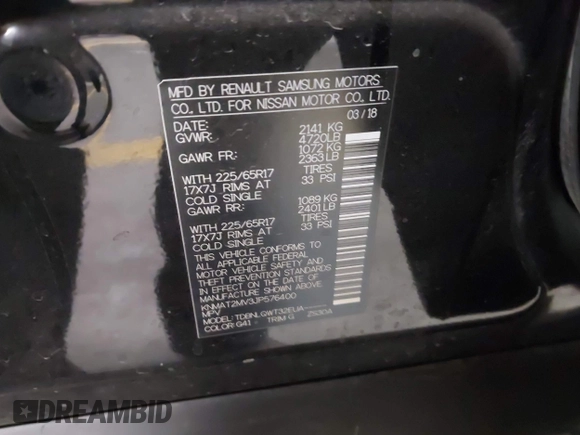 MFD BY RENAULT SAMSUNG MOTORS
CO., LTD. FOR NISSAN MOTOR CO., LTD.
DATE: 03/18
GVWR: 2141 KG
4720LB
GAWR FR: 1072 KG
2363 LB
WITH 225/65R17 TIRES
17X7J RIMS AT 33 PSI
COLD SINGLE
GAWR RR: 1089 KG
2401 LB
WITH 225/65R17 TIRES
17X7J RIMS AT 33 PSI
COLD SINGLE
THIS VEHICLE CONFORMS TO
ALL APPLICABLE FEDERAL
MOTOR VEHICLE SAFETY AND
THEFT PREVENTION STANDARDS
IN EFFECT ON THE DATE OF
MANUFACTURE SHOWN ABOVE.
KNMAT2MV3JP576400
MPV
MODEL: TDBNLGWT32EUA
COLOR: G41 TRIM G
DREAMBID